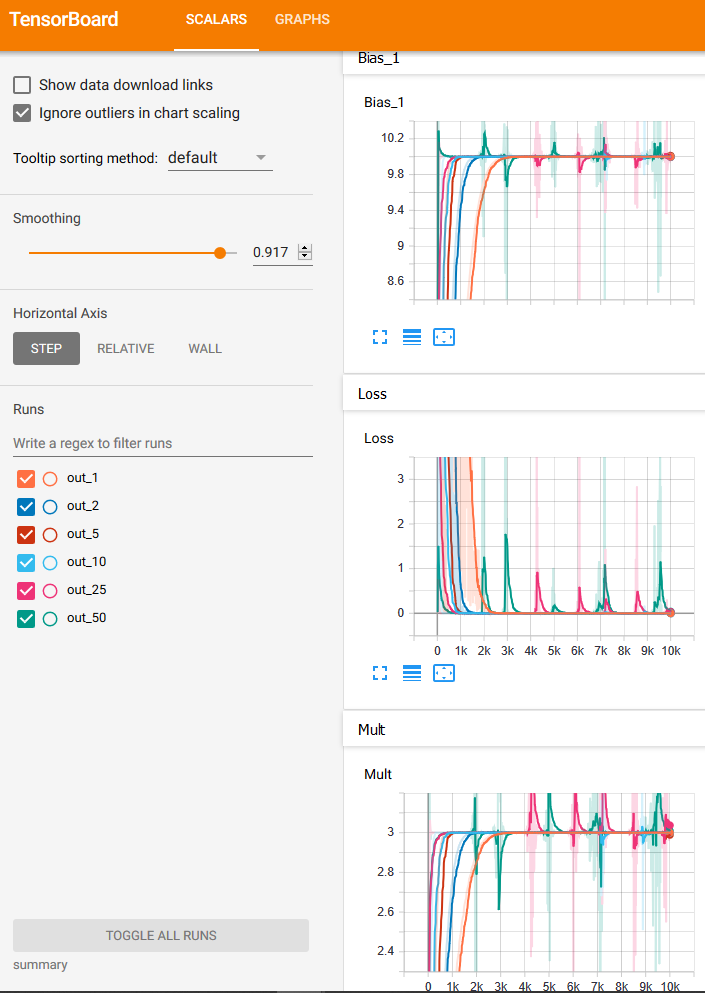 TensorBoard SCALARS GRAPHS
Show data download links
Ignore outliers in chart scaling
Tooltip sorting method: default
Smoothing
0.917
Horizontal Axis
STEP RELATIVE WALL
Runs
Write a regex to filter runs
out_1
out_2
out_5
out_10
out_25
out_50
TOGGLE ALL RUNS
summary
Bias_1
Bias_1
10.2
9.8
9.4
9
8.6
Loss
Loss
3
2
1
0
0 1k 2k 3k 4k 5k 6k 7k 8k 9k 10k
Mult
Mult
3
2.8
2.6
2.4
0 1k 2k 3k 4k 5k 6k 7k 8k 9k 10k